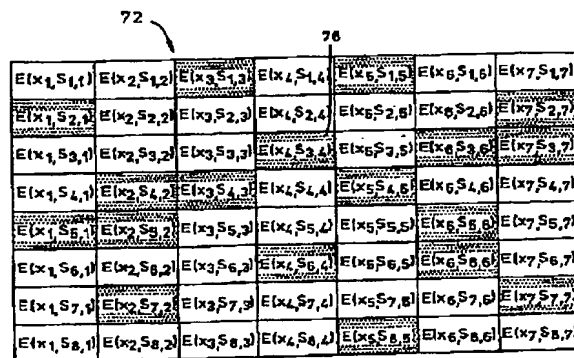 72
76
E(x1,S1,1) E(x2,S1,2) E(x3,S1,3) E(x4,S1,4) E(x5,S1,5) E(x6,S1,6) E(x7,S1,7)
E(x1,S2,1) E(x2,S2,2) E(x3,S2,3) E(x4,S2,4) E(x5,S2,5) E(x6,S2,6) E(x7,S2,7)
E(x1,S3,1) E(x2,S3,2) E(x3,S3,3) E(x4,S3,4) E(x5,S3,5) E(x6,S3,6) E(x7,S3,7)
E(x1,S4,1) E(x2,S4,2) E(x3,S4,3) E(x4,S4,4) E(x5,S4,5) E(x6,S4,6) E(x7,S4,7)
E(x1,S5,1) E(x2,S5,2) E(x3,S5,3) E(x4,S5,4) E(x5,S5,5) E(x6,S5,6) E(x7,S5,7)
E(x1,S6,1) E(x2,S6,2) E(x3,S6,3) E(x4,S6,4) E(x5,S6,5) E(x6,S6,6) E(x7,S6,7)
E(x1,S7,1) E(x2,S7,2) E(x3,S7,3) E(x4,S7,4) E(x5,S7,5) E(x6,S7,6) E(x7,S7,7)
E(x1,S8,1) E(x2,S8,2) E(x3,S8,3) E(x4,S8,4) E(x5,S8,5) E(x6,S8,6) E(x7,S8,7